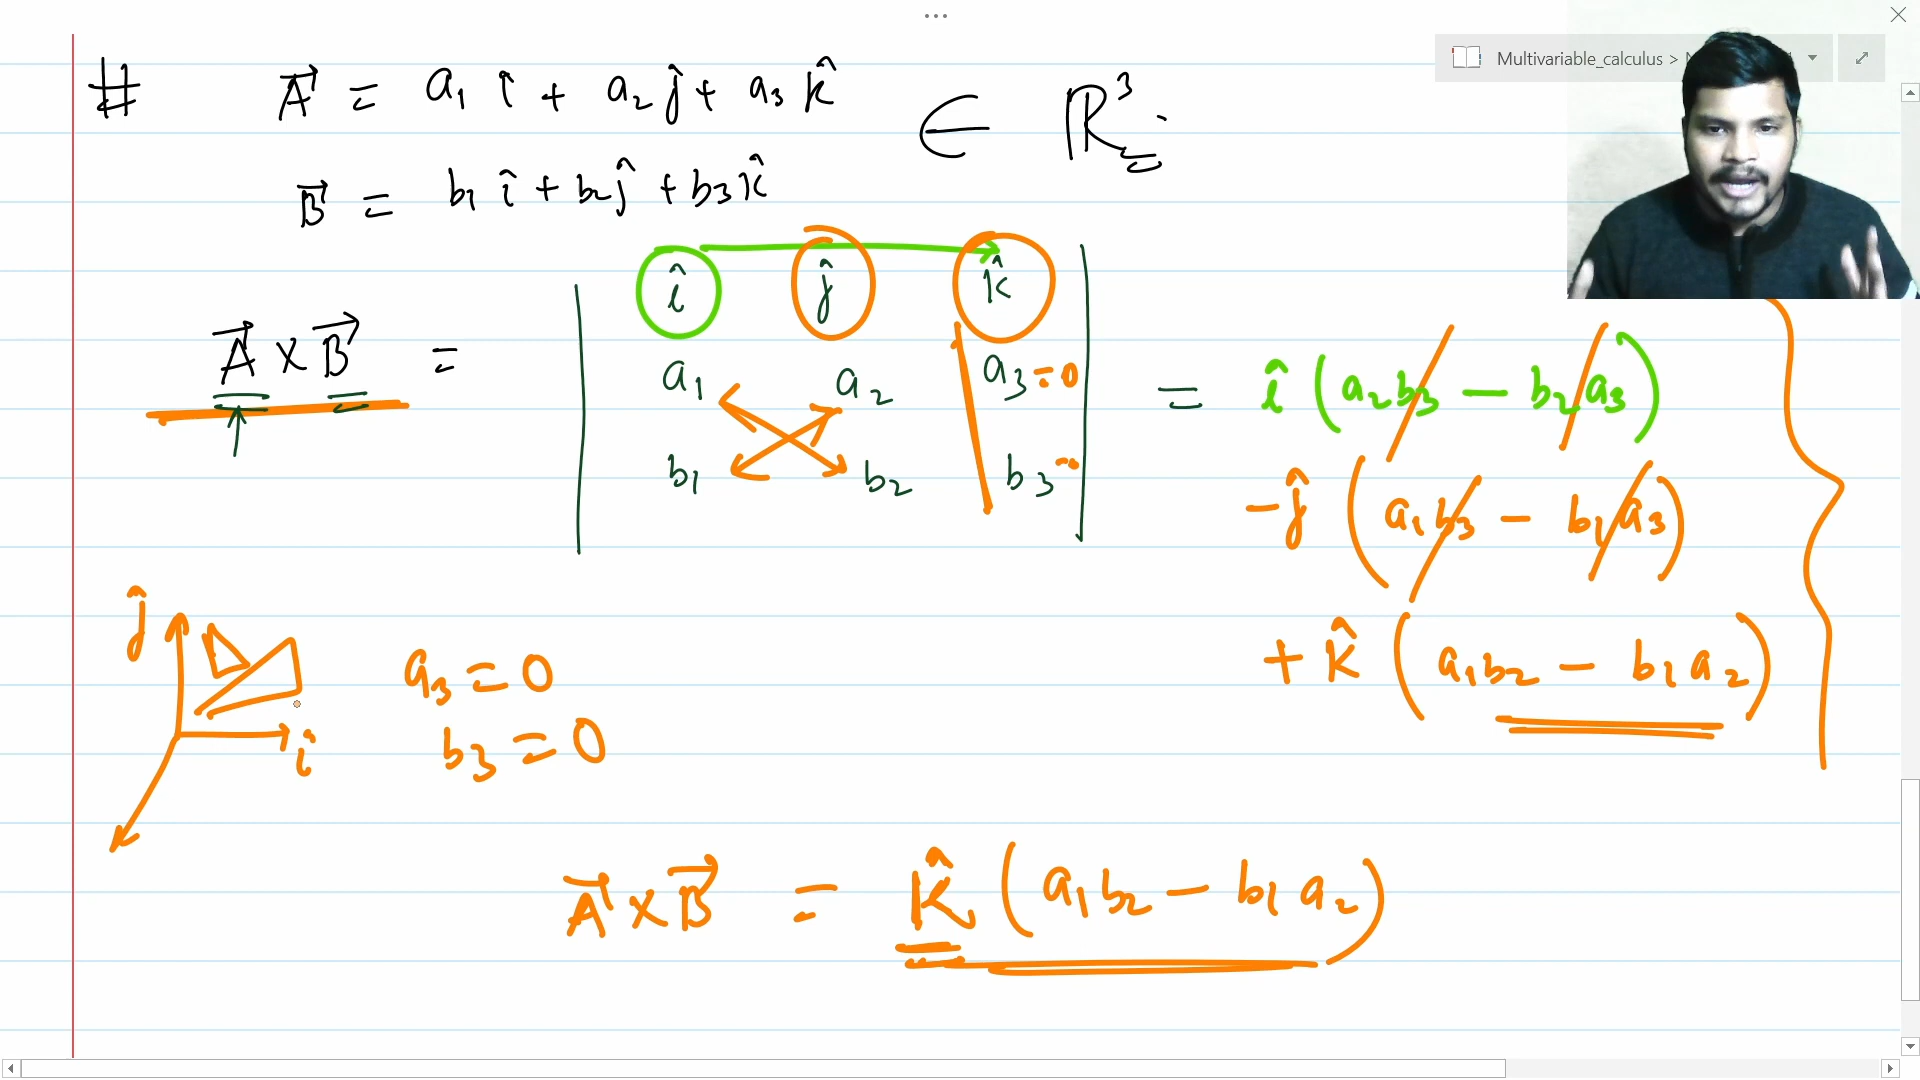 ...
Multivariable_calculus > N
# A⃗ = a₁ î + a₂ ĵ + a₃ k̂ ∈ ℝ³
B⃗ = b₁ î + b₂ ĵ + b₃ k̂
î ĵ k̂
A⃗ × B⃗ =
a₁ a₂ a₃ = 0
b₁ b₂ b₃
= î (a₂b₃ − b₂a₃)
−ĵ (a₁b₃ − b₁a₃)
+ k̂ (a₁b₂ − b₁a₂)
ĵ
î
a₃ = 0
b₃ = 0
A⃗ × B⃗ = k̂ (a₁b₂ − b₁a₂)